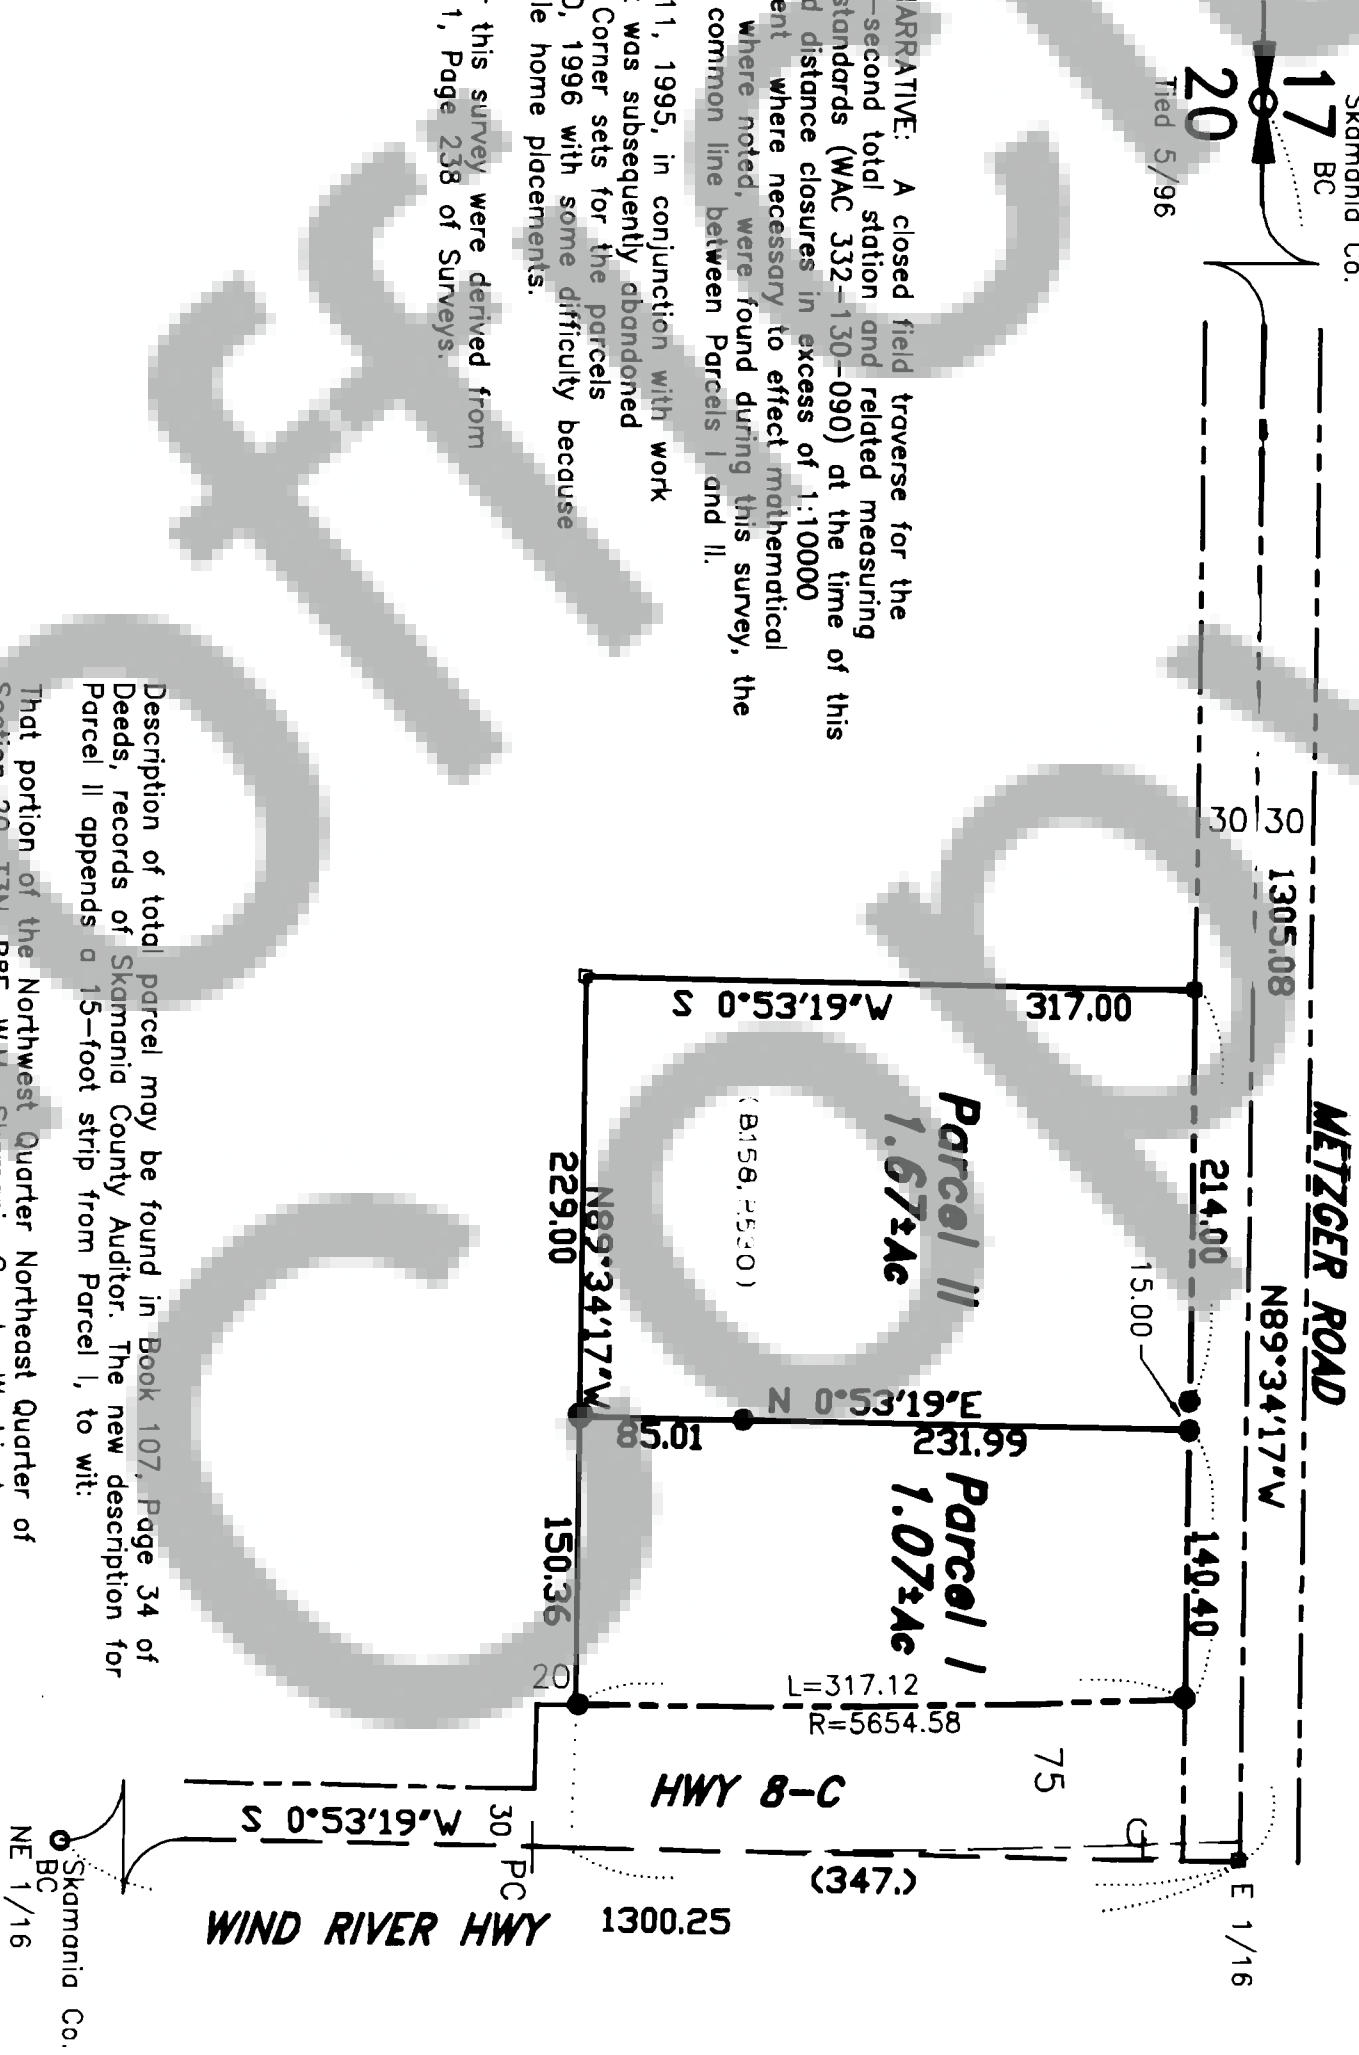 Skamania Co.
17
BC
20
Tied 5/96
ARRATIVE: A closed field traverse for the
-second total station and related measuring
standards (WAC 332-130-090) at the time of this
d distance closures in excess of 1:10000
ent where necessary to effect mathematical
where noted, were found during this survey, the
common line between Parcels I and II.
11, 1995, in conjunction with work
was subsequently abandoned
Corner sets for the parcels
0, 1996 with some difficulty because
le home placements.
this survey were derived from
1, Page 238 of Surveys.
METZGER ROAD
30 30
1305.08
N89°34'17"W
S 0°53'19"W
317.00
214.00
15.00
140.40
Parcel II
1.67±Ac
229.00
N89°34'17"W
N 0°53'19"E
85.01
231.99
Parcel I
1.07±Ac
150.36
20
L=317.12
R=5654.58
HWY 8-C
75
S 0°53'19"W
30
PC
(347.)
E 1/16
WIND RIVER HWY
1300.25
Skamania Co.
BC
NE 1/16
Description of total parcel may be found in Book 107, Page 34 of
Deeds, records of Skamania County Auditor. The new description for
Parcel II appends a 15-foot strip from Parcel I, to wit:
That portion of the Northwest Quarter Northeast Quarter of
Unofficial Copy